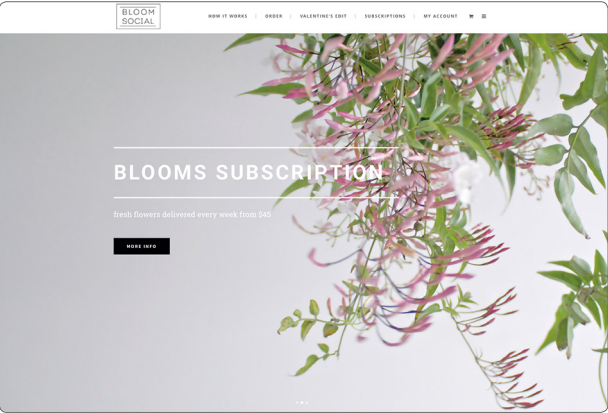 BLOOM
SOCIAL
HOW IT WORKS
ORDER
VALENTINE'S EDIT
SUBSCRIPTIONS
MY ACCOUNT
BLOOMS SUBSCRIPTION
fresh flowers delivered every week from $45
MORE INFO